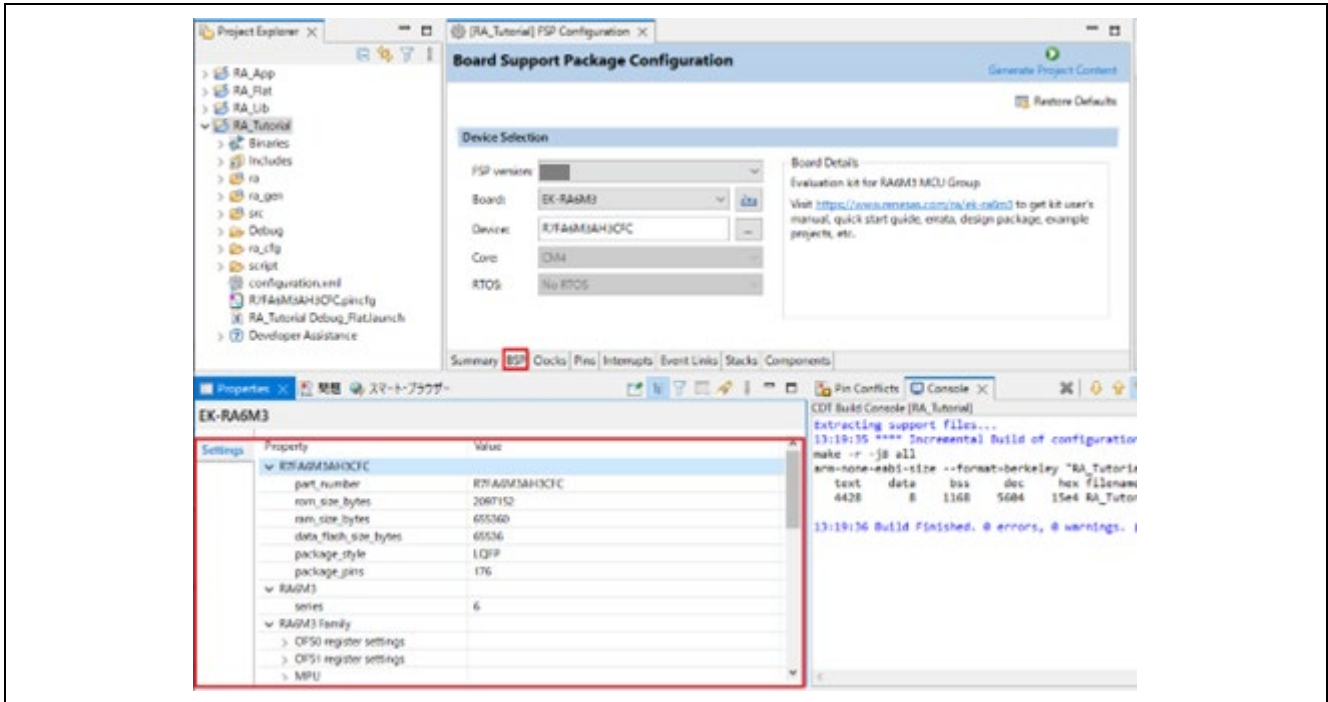 Project Explorer
RA_App
RA_Flat
RA_Lib
RA_Tutorial
Binaries
Includes
ra
ra_gen
src
Debug
ra_cfg
script
configuration.xml
R7FA6M3AH3CFC.pincfg
RA_Tutorial Debug_Flat.launch
Developer Assistance
[RA_Tutorial] FSP Configuration
Board Support Package Configuration
Generate Project Content
Restore Defaults
Device Selection
FSP version:
Board: EK-RA6M3
Device: R7FA6M3AH3CFC
Core: CM4
RTOS: No RTOS
Board Details
Evaluation kit for RA6M3 MCU Group
Visit https://www.renesas.com/ra/ek-ra6m3 to get kit user's
manual, quick start guide, errata, design package, example
projects, etc.
Summary BSP Clocks Pins Interrupts Event Links Stacks Components
Properties 問題 スマート・ブラウザー
EK-RA6M3
Settings
Property Value
R7FA6M3AH3CFC
part_number R7FA6M3AH3CFC
rom_size_bytes 2097152
ram_size_bytes 655360
data_flash_size_bytes 65536
package_style LQFP
package_pins 176
RA6M3
series 6
RA6M3 Family
OFS0 register settings
OFS1 register settings
MPU
Pin Conflicts Console
CDT Build Console [RA_Tutorial]
Extracting support files...
13:19:35 **** Incremental Build of configuration
make -r -j8 all
arm-none-eabi-size --format=berkeley "RA_Tutoria
text data bss dec hex filename
4428 8 1168 5604 15e4 RA_Tutor
13:19:36 Build Finished. 0 errors, 0 warnings.